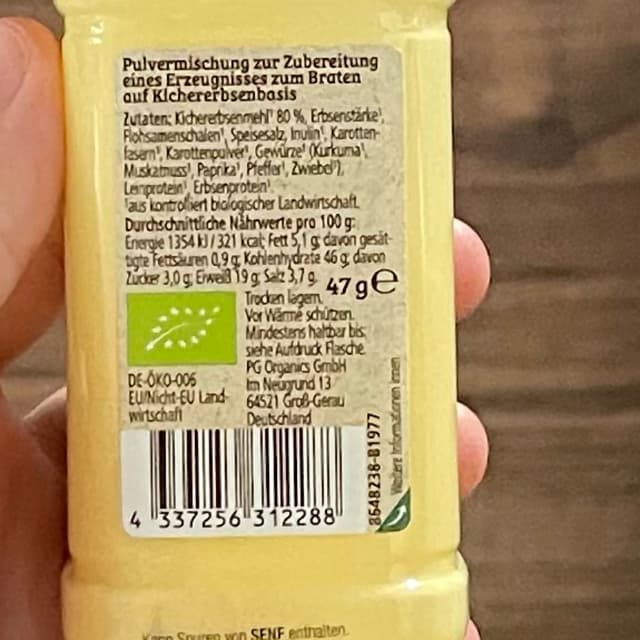 Pulvermischung zur Zubereitung
eines Erzeugnisses zum Braten
auf Kichererbsenbasis
Zutaten: Kichererbsenmehl¹ 80 %, Erbsenstärke¹,
Flohsamenschalen¹, Speisesalz, Inulin¹, Karotten-
fasern¹, Karottenpulver¹, Gewürze¹ (Kurkuma¹,
Muskatnuss¹, Paprika¹, Pfeffer¹, Zwiebel¹),
Leinprotein¹, Erbsenprotein¹.
¹aus kontrolliert biologischer Landwirtschaft.
Durchschnittliche Nährwerte pro 100 g:
Energie 1354 kJ / 321 kcal; Fett 5,1 g; davon gesät-
tigte Fettsäuren 0,9 g; Kohlenhydrate 46 g; davon
Zucker 3,0 g; Eiweiß 19 g; Salz 3,7 g.
47 g ℮
Trocken lagern.
Vor Wärme schützen.
Mindestens haltbar bis:
siehe Aufdruck Flasche.
PG Organics GmbH
Im Neugrund 13
64521 Groß-Gerau
Deutschland
DE-ÖKO-006
EU/Nicht-EU Land-
wirtschaft
4 337256 312288
8648238-B1977
Weitere Informationen innen
Kann Spuren von SENF enthalten.